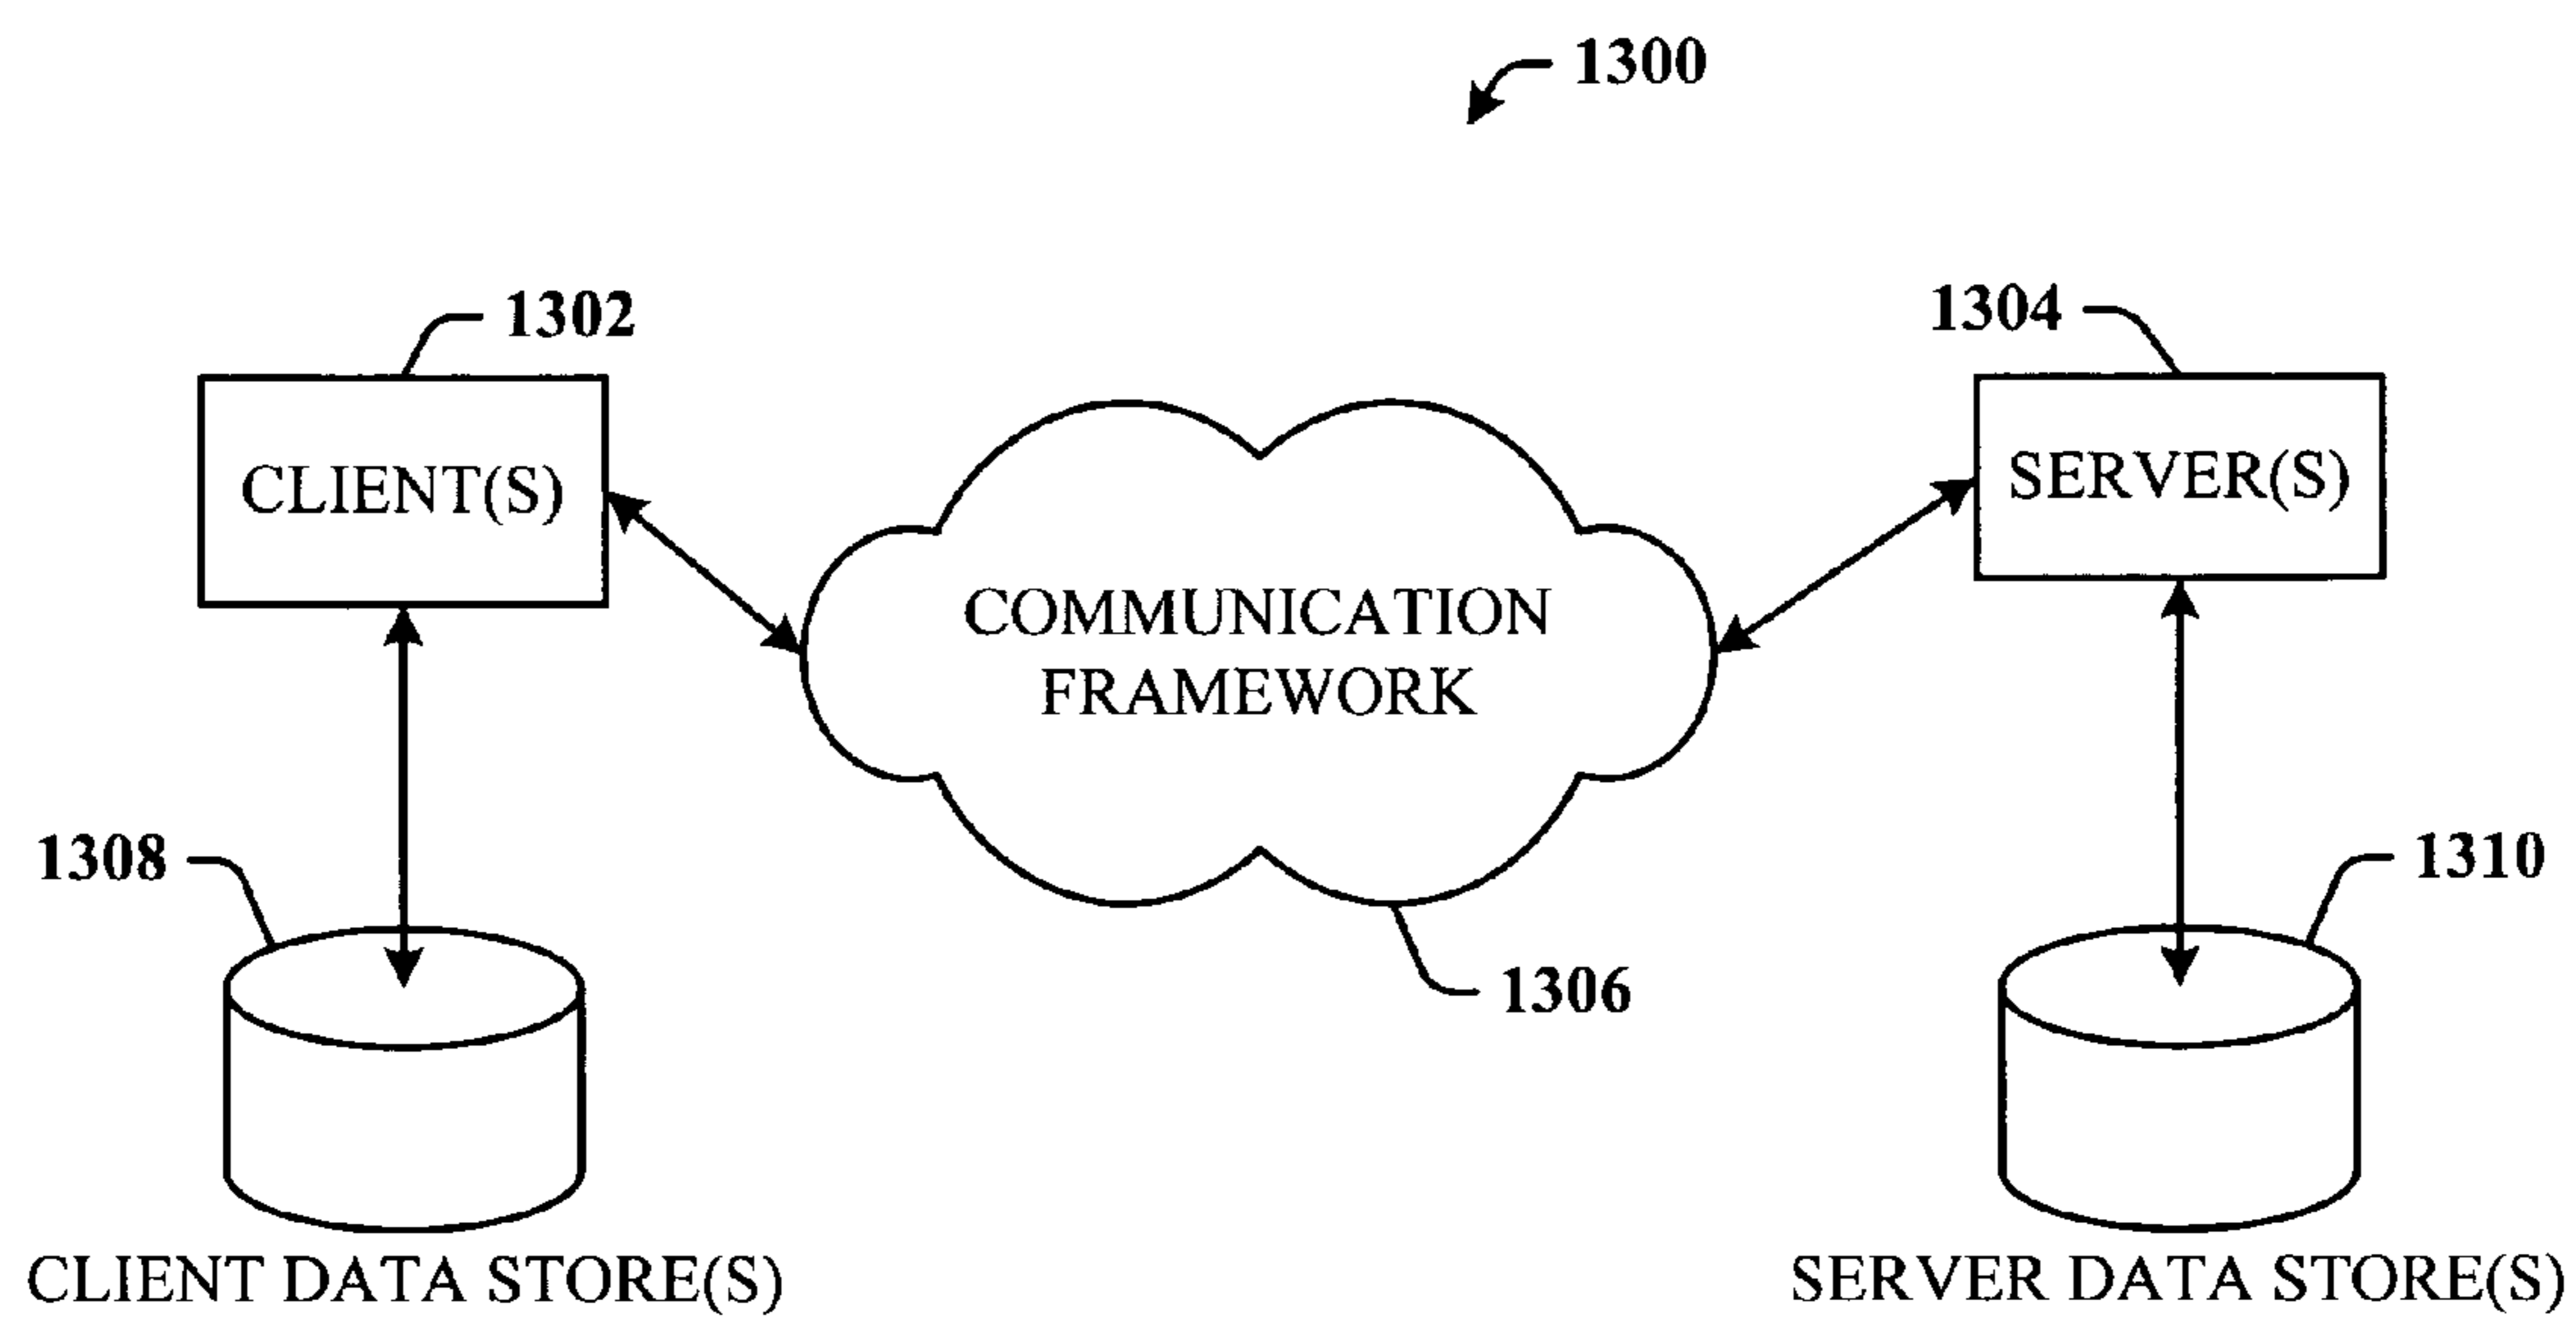 1300
1302
1304
CLIENT(S)
SERVER(S)
COMMUNICATION
FRAMEWORK
1308
1310
1306
CLIENT DATA STORE(S)
SERVER DATA STORE(S)